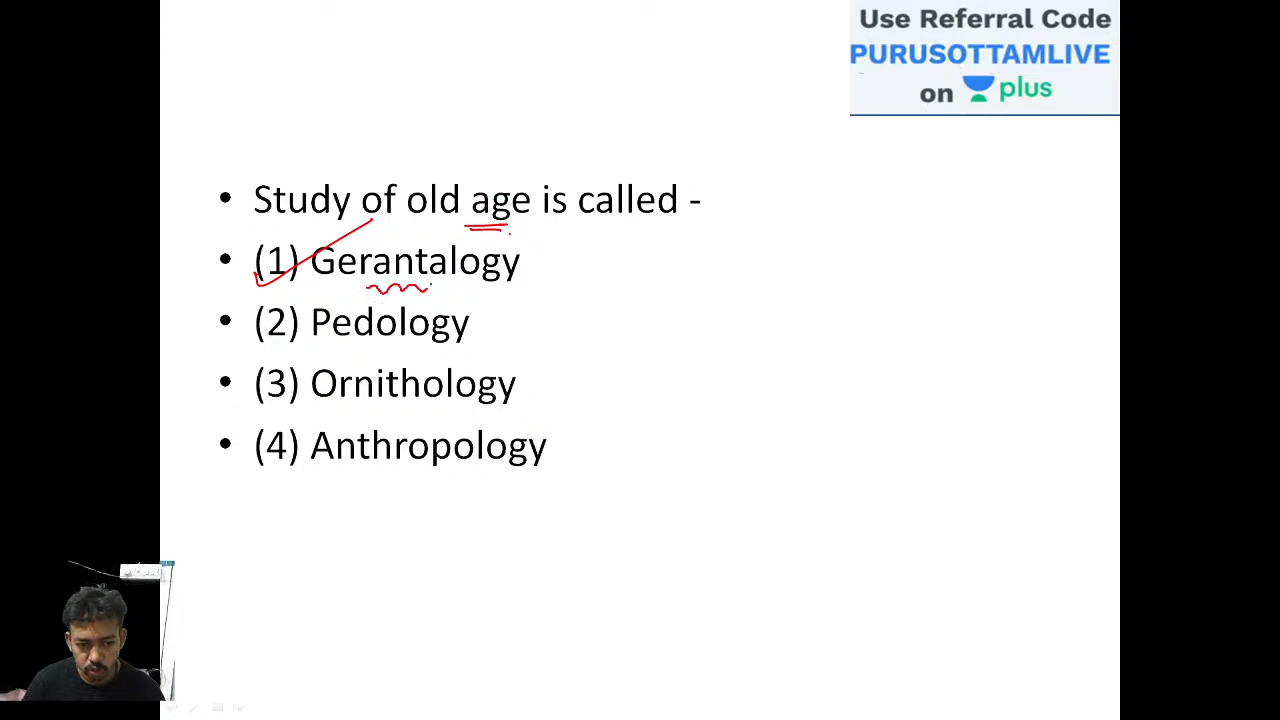 Use Referral Code
PURUSOTTAMLIVE
on plus
• Study of old age is called -
• (1) Gerantalogy
• (2) Pedology
• (3) Ornithology
• (4) Anthropology